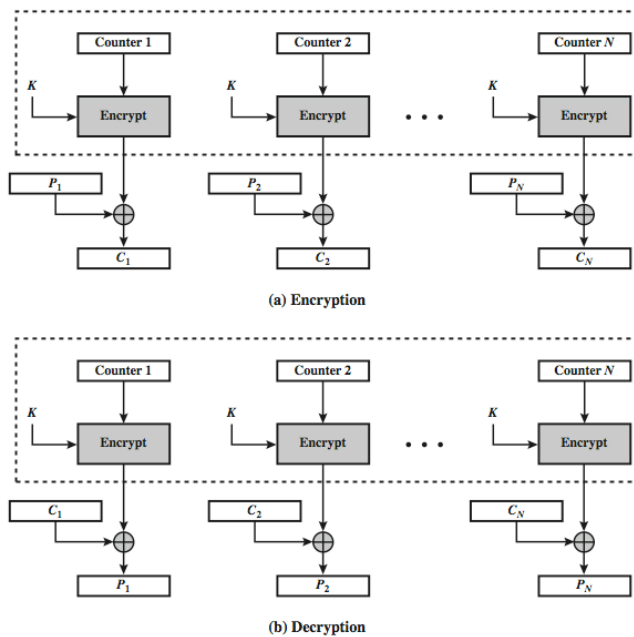 Counter 1 Counter 2 Counter N
K K K
Encrypt Encrypt • • • Encrypt
P1 P2 PN
C1 C2 CN
(a) Encryption
Counter 1 Counter 2 Counter N
K K K
Encrypt Encrypt • • • Encrypt
C1 C2 CN
P1 P2 PN
(b) Decryption